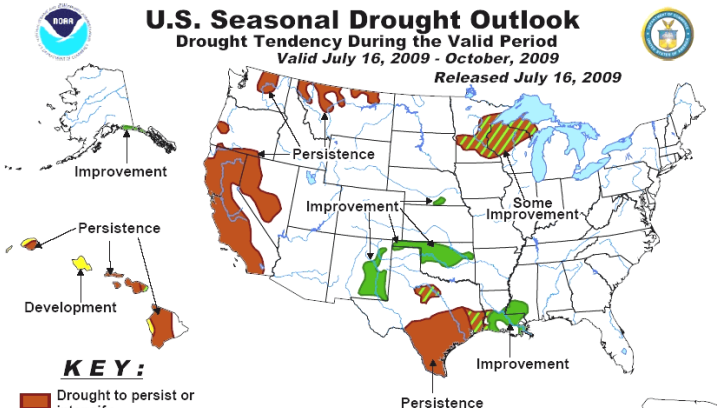 NOAA
U.S. Seasonal Drought Outlook
Drought Tendency During the Valid Period
Valid July 16, 2009 - October, 2009
Released July 16, 2009
Persistence
Improvement
Improvement
Some
Improvement
Persistence
Development
Improvement
Persistence
KEY:
Drought to persist or